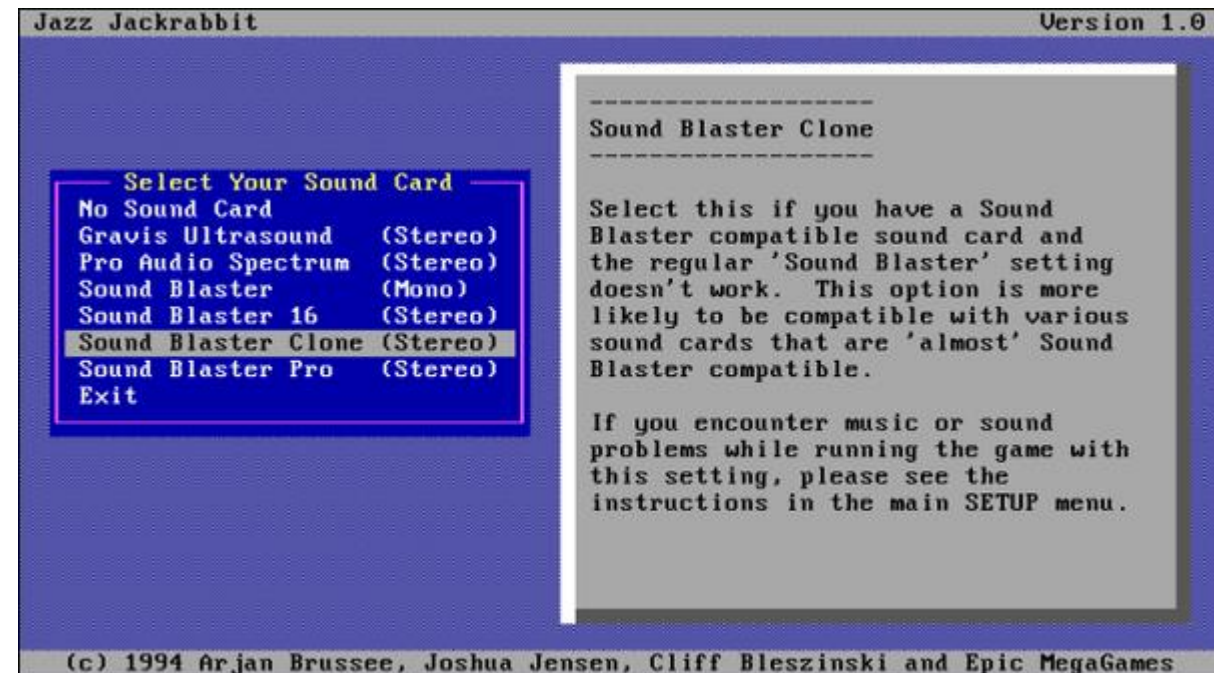 Jazz Jackrabbit Version 1.0
Select Your Sound Card
No Sound Card
Gravis Ultrasound (Stereo)
Pro Audio Spectrum (Stereo)
Sound Blaster (Mono)
Sound Blaster 16 (Stereo)
Sound Blaster Clone (Stereo)
Sound Blaster Pro (Stereo)
Exit
-------------------
Sound Blaster Clone
-------------------
Select this if you have a Sound
Blaster compatible sound card and
the regular 'Sound Blaster' setting
doesn't work. This option is more
likely to be compatible with various
sound cards that are 'almost' Sound
Blaster compatible.
If you encounter music or sound
problems while running the game with
this setting, please see the
instructions in the main SETUP menu.
(c) 1994 Arjan Brussee, Joshua Jensen, Cliff Bleszinski and Epic MegaGames